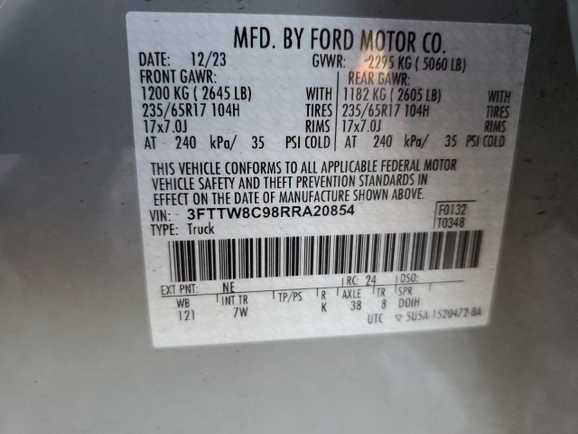 MFD. BY FORD MOTOR CO.
DATE: 12/23 GVWR: 2295 KG ( 5060 LB)
FRONT GAWR: REAR GAWR:
1200 KG ( 2645 LB) WITH 1182 KG ( 2605 LB) WITH
235/65R17 104H TIRES 235/65R17 104H TIRES
17x7.0J RIMS 17x7.0J RIMS
AT 240 kPa/ 35 PSI COLD AT 240 kPa/ 35 PSI COLD
THIS VEHICLE CONFORMS TO ALL APPLICABLE FEDERAL MOTOR
VEHICLE SAFETY AND THEFT PREVENTION STANDARDS IN
EFFECT ON THE DATE OF MANUFACTURE SHOWN ABOVE.
VIN: 3FTTW8C98RRA20854 F0132
TYPE: Truck T0348
EXT PNT: NE RC: 24 DSO:
WB INT TR TP/PS R AXLE TR SPR
121 7W K 38 8 DDIH
UTC 5U5A-1520472-BA